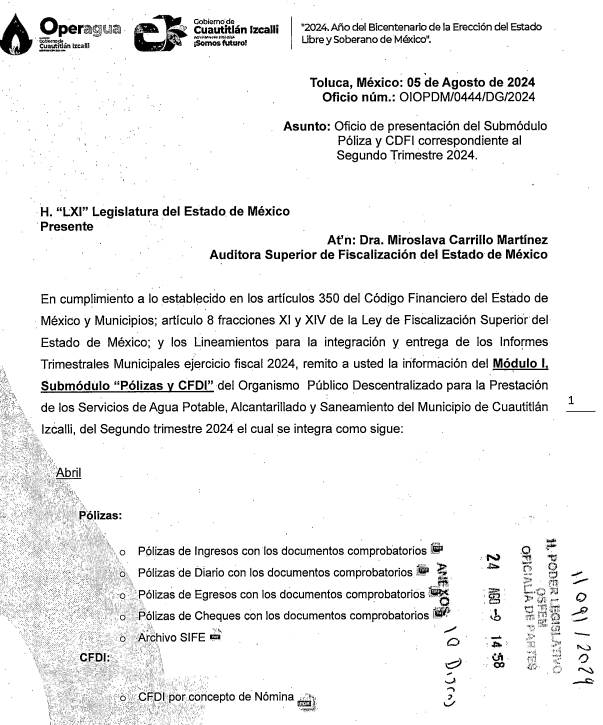 Operagua
Gobierno de
Cuautitlán Izcalli
Gobierno de
Cuautitlán Izcalli
¡Somos futuro!
"2024. Año del Bicentenario de la Erección del Estado
Libre y Soberano de México".
Toluca, México: 05 de Agosto de 2024
Oficio núm.: OIOPDM/0444/DG/2024
Asunto: Oficio de presentación del Submódulo
Póliza y CDFI correspondiente al
Segundo Trimestre 2024.
H. “LXI” Legislatura del Estado de México
Presente
At'n: Dra. Miroslava Carrillo Martínez
Auditora Superior de Fiscalización del Estado de México
En cumplimiento a lo establecido en los artículos 350 del Código Financiero del Estado de
México y Municipios; artículo 8 fracciones XI y XIV de la Ley de Fiscalización Superior del
Estado de México; y los Lineamientos para la integración y entrega de los Informes
Trimestrales Municipales ejercicio fiscal 2024, remito a usted la información del Módulo I,
Submódulo “Pólizas y CFDI” del Organismo Público Descentralizado para la Prestación
de los Servicios de Agua Potable, Alcantarillado y Saneamiento del Municipio de Cuautitlán
Izcalli, del Segundo trimestre 2024 el cual se integra como sigue:
1
Abril
Pólizas:
o Pólizas de Ingresos con los documentos comprobatorios
o Pólizas de Diario con los documentos comprobatorios
o Pólizas de Egresos con los documentos comprobatorios
o Pólizas de Cheques con los documentos comprobatorios
o Archivo SIFE
CFDI:
o CFDI por concepto de Nómina
ANEXOS: 10 Discos
24 AGO -9 14:58
OFICIALIA DE PARTES
OSFEM
H. PODER LEGISLATIVO